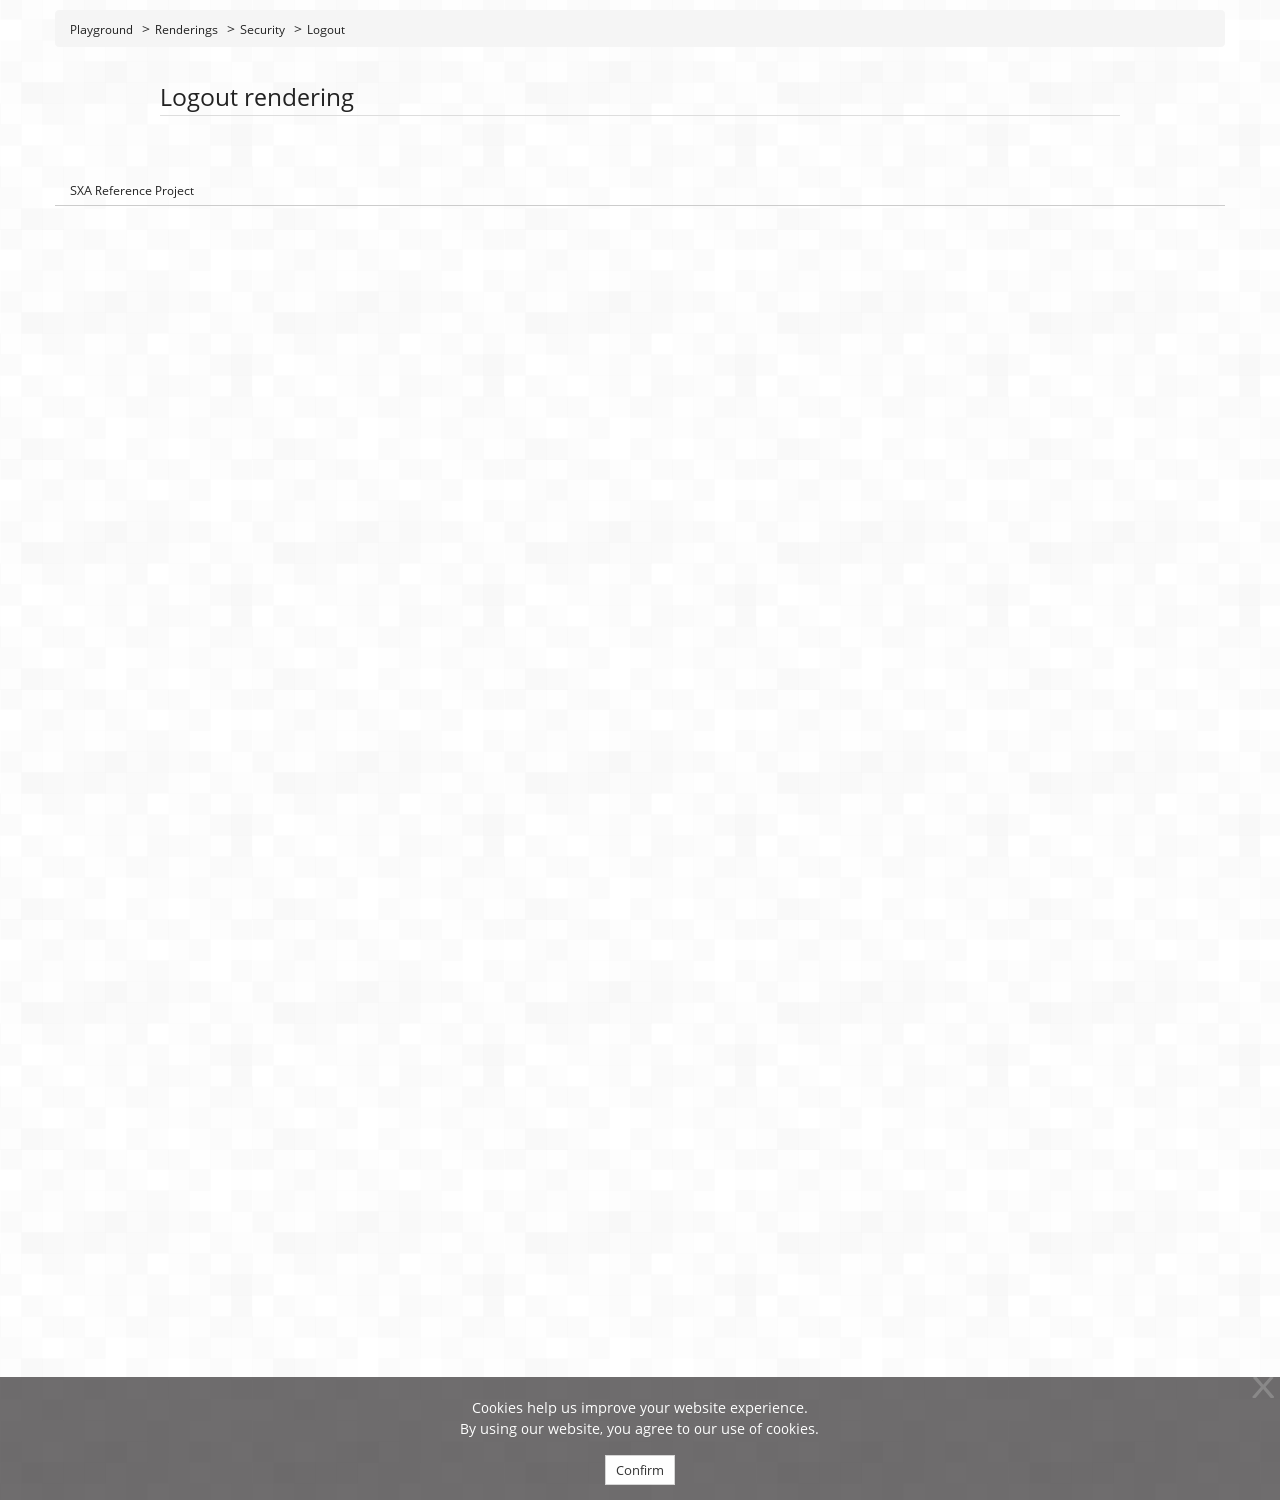 Playground > Renderings > Security > Logout
Logout rendering
SXA Reference Project
Cookies help us improve your website experience.
By using our website, you agree to our use of cookies.
Confirm